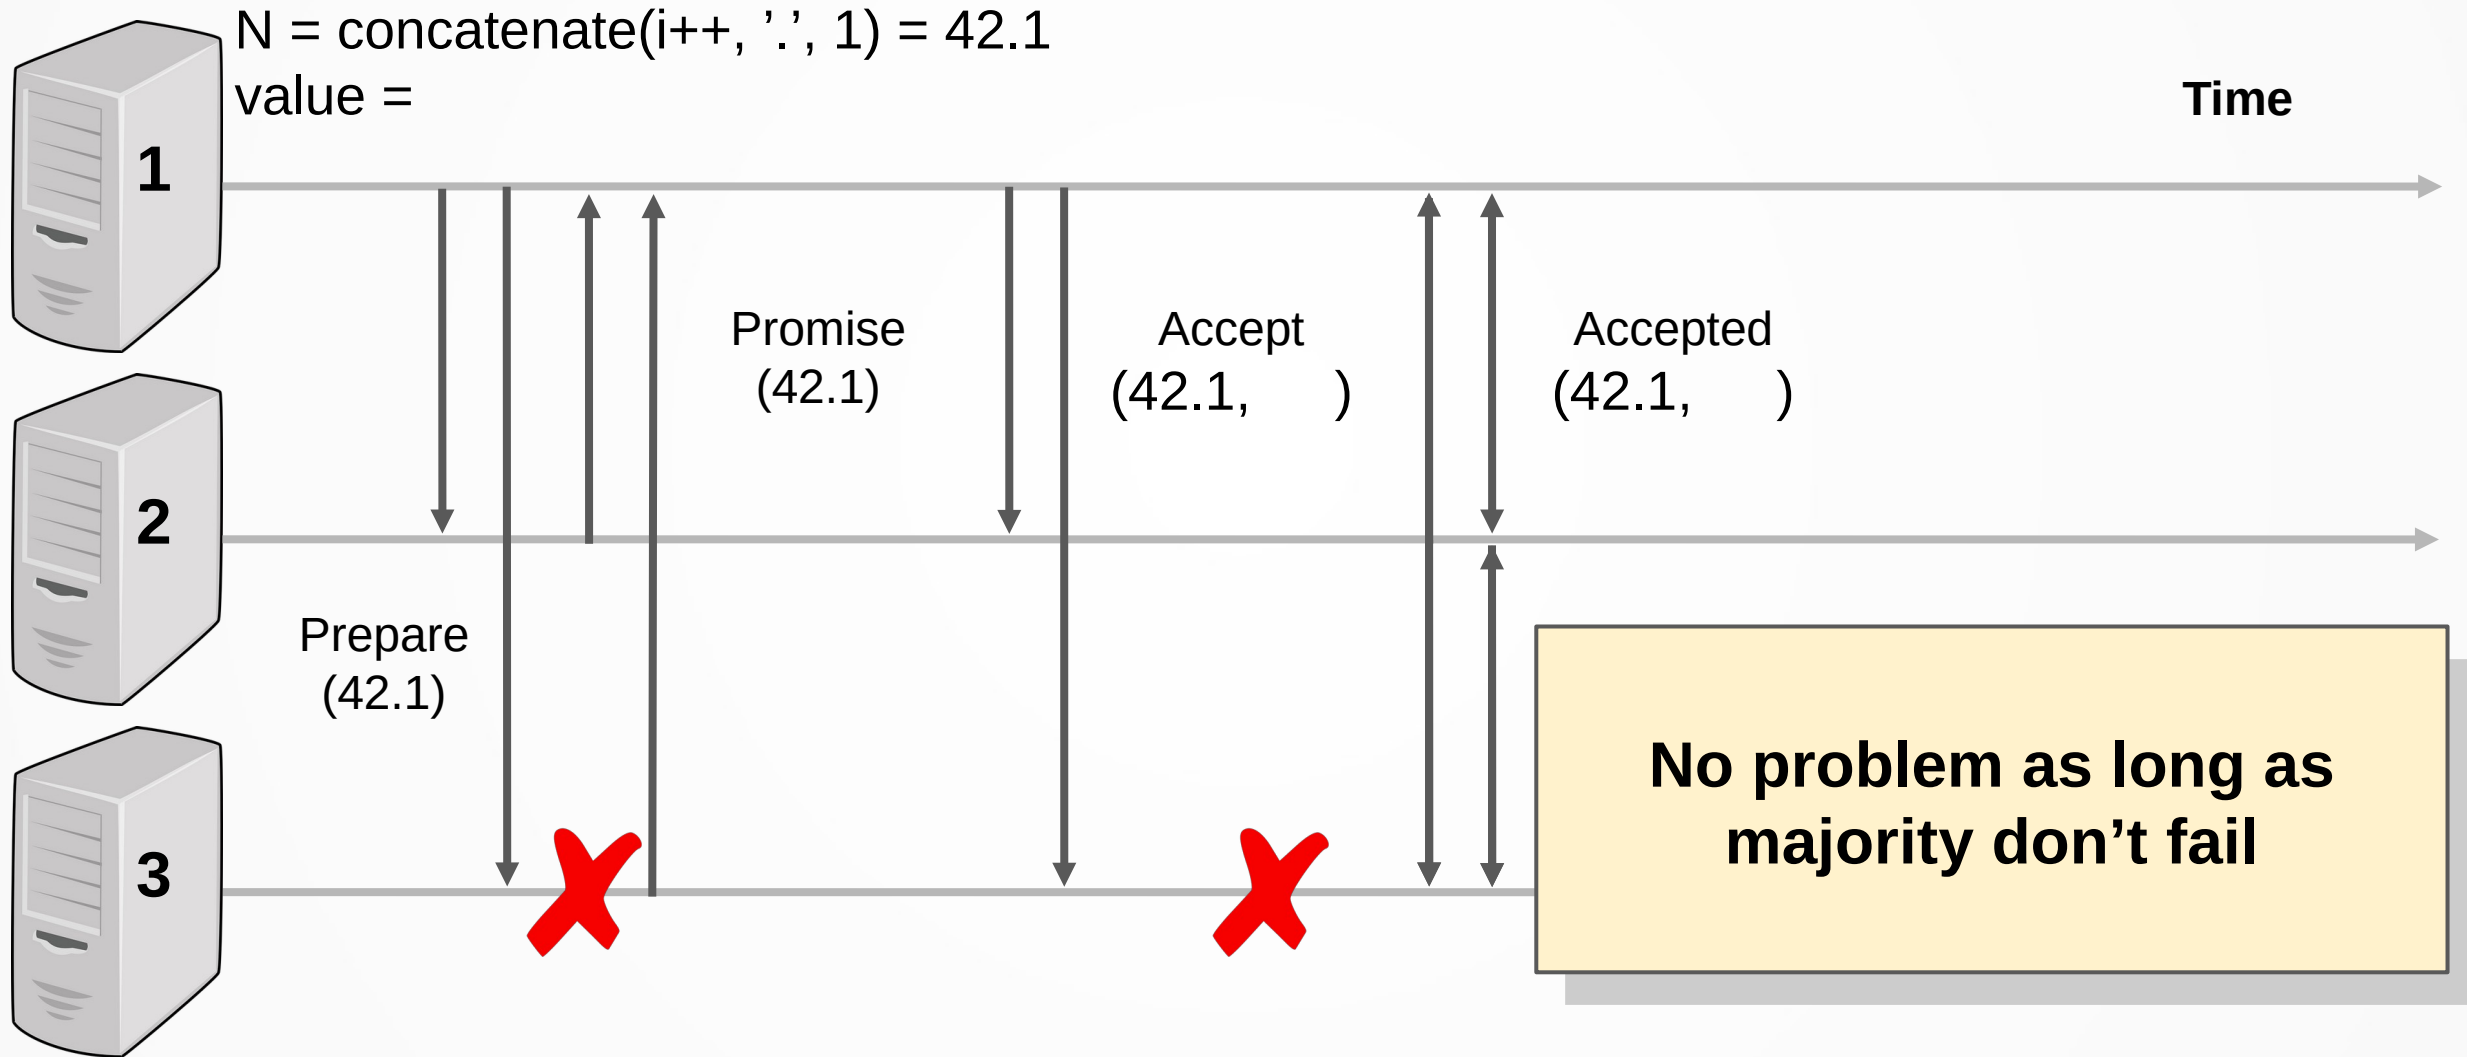 N = concatenate(i++, ’.’, 1) = 42.1
value =
Time
1
Promise
(42.1)
Accept
(42.1,      )
Accepted
(42.1,      )
2
Prepare
(42.1)
3
No problem as long as
majority don’t fail